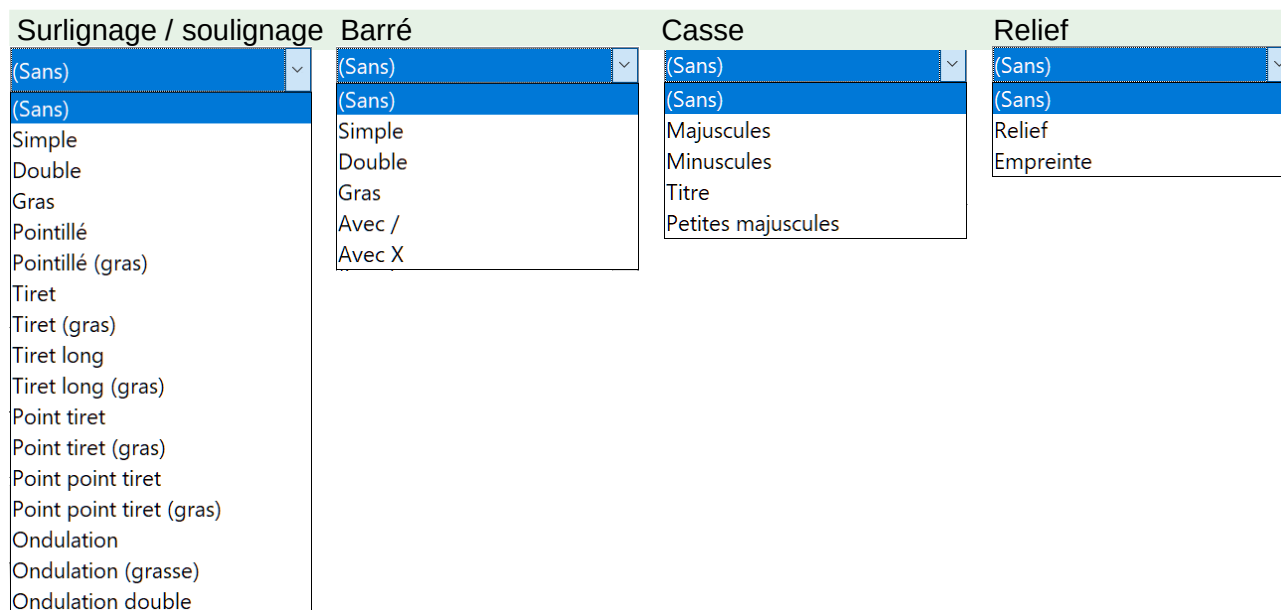 Surlignage / soulignage
(Sans)
(Sans)
Simple
Double
Gras
Pointillé
Pointillé (gras)
Tiret
Tiret (gras)
Tiret long
Tiret long (gras)
Point tiret
Point tiret (gras)
Point point tiret
Point point tiret (gras)
Ondulation
Ondulation (grasse)
Ondulation double
Barré
(Sans)
(Sans)
Simple
Double
Gras
Avec /
Avec X
Casse
(Sans)
(Sans)
Majuscules
Minuscules
Titre
Petites majuscules
Relief
(Sans)
(Sans)
Relief
Empreinte